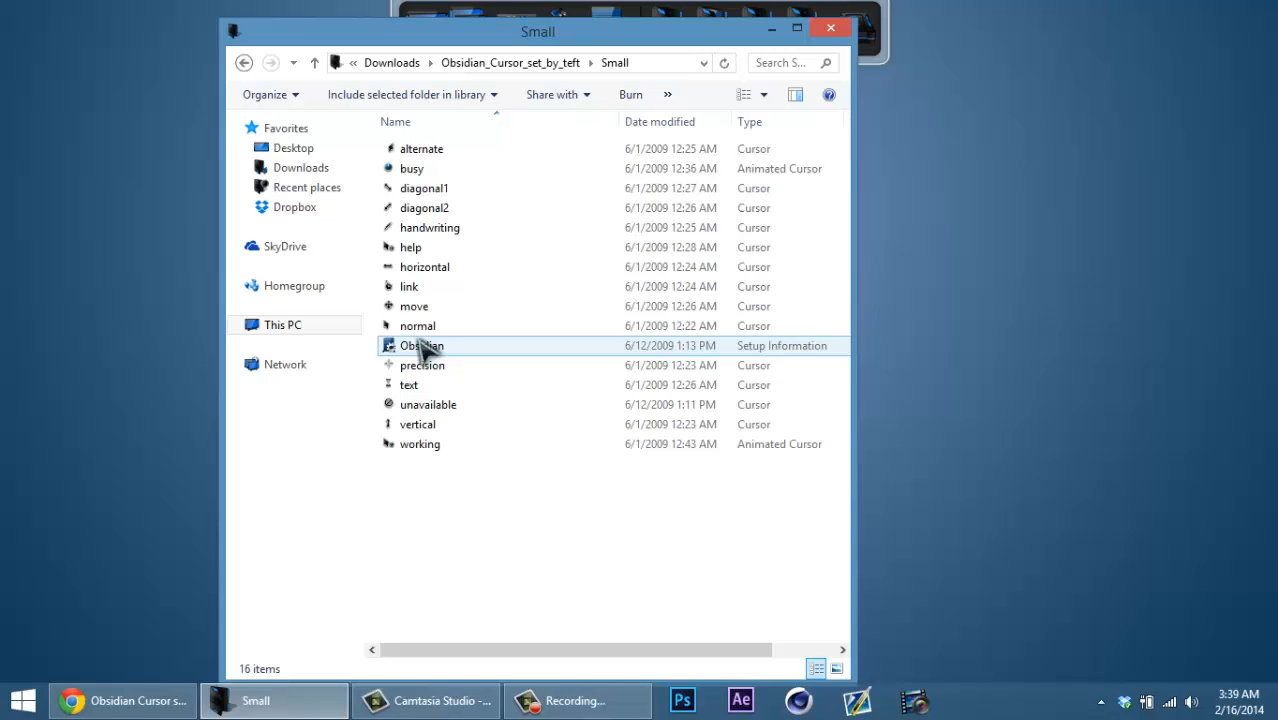 Small
« Downloads Obsidian_Cursor_set_by_teft Small Search S...
Organize Include selected folder in library Share with Burn »
Name Date modified Type
Favorites
Desktop
Downloads
Recent places
Dropbox
SkyDrive
Homegroup
This PC
Network
alternate 6/1/2009 12:25 AM Cursor
busy 6/1/2009 12:36 AM Animated Cursor
diagonal1 6/1/2009 12:27 AM Cursor
diagonal2 6/1/2009 12:26 AM Cursor
handwriting 6/1/2009 12:25 AM Cursor
help 6/1/2009 12:28 AM Cursor
horizontal 6/1/2009 12:24 AM Cursor
link 6/1/2009 12:24 AM Cursor
move 6/1/2009 12:26 AM Cursor
normal 6/1/2009 12:22 AM Cursor
Obsidian 6/12/2009 1:13 PM Setup Information
precision 6/1/2009 12:23 AM Cursor
text 6/1/2009 12:26 AM Cursor
unavailable 6/12/2009 1:11 PM Cursor
vertical 6/1/2009 12:23 AM Cursor
working 6/1/2009 12:43 AM Animated Cursor
16 items
Obsidian Cursor s... Small Camtasia Studio -... Recording... Ps Ae
3:39 AM
2/16/2014